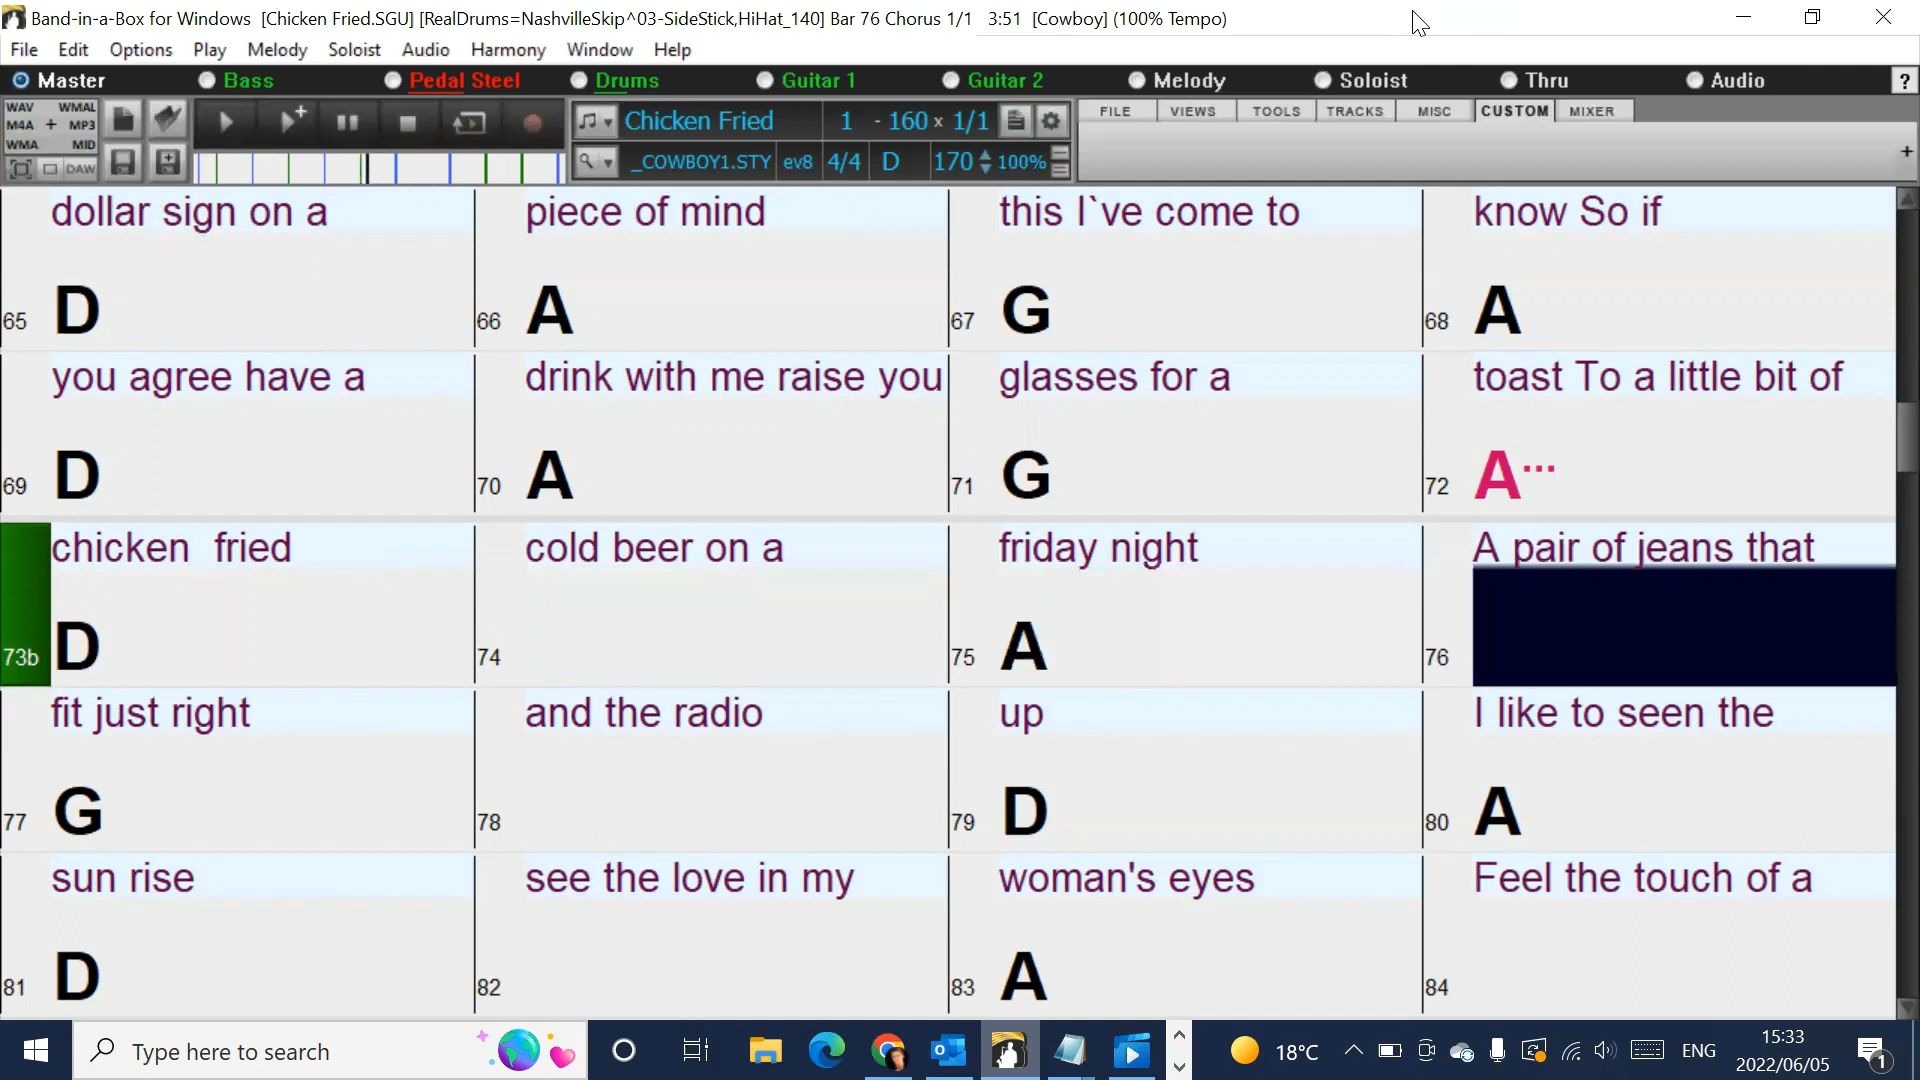 Band-in-a-Box for Windows [Chicken Fried.SGU] [RealDrums=NashvilleSkip^03-SideStick,HiHat_140] Bar 76 Chorus 1/1 3:51 [Cowboy] (100% Tempo)
File Edit Options Play Melody Soloist Audio Harmony Window Help
Master Bass Pedal Steel Drums Guitar 1 Guitar 2 Melody Soloist Thru Audio ?
WAV WMAL
M4A + MP3
WMA MID
DAW
Chicken Fried 1 - 160 x 1/1
_COWBOY1.STY ev8 4/4 D 170 100%
FILE VIEWS TOOLS TRACKS MISC CUSTOM MIXER
+
dollar sign on a piece of mind this I`ve come to know So if
65 D 66 A 67 G 68 A
you agree have a drink with me raise you glasses for a toast To a little bit of
69 D 70 A 71 G 72 A...
chicken fried cold beer on a friday night A pair of jeans that
73b D 74 75 A 76
fit just right and the radio up I like to seen the
77 G 78 79 D 80 A
sun rise see the love in my woman's eyes Feel the touch of a
81 D 82 83 A 84
Type here to search
18°C ENG 15:33
2022/06/05 1